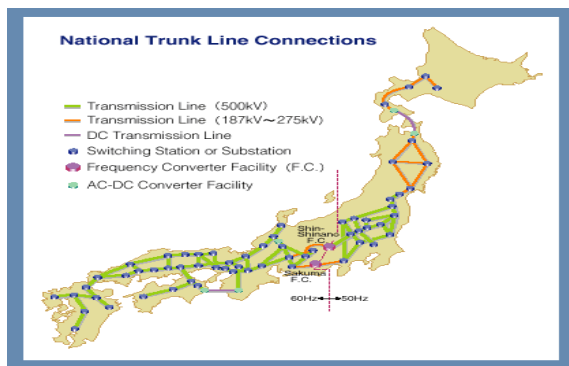 National Trunk Line Connections
Transmission Line (500kV)
Transmission Line (187kV～275kV)
DC Transmission Line
Switching Station or Substation
Frequency Converter Facility (F.C.)
AC-DC Converter Facility
Shin-
Shinano
F.C.
Sakuma
F.C.
60Hz
50Hz